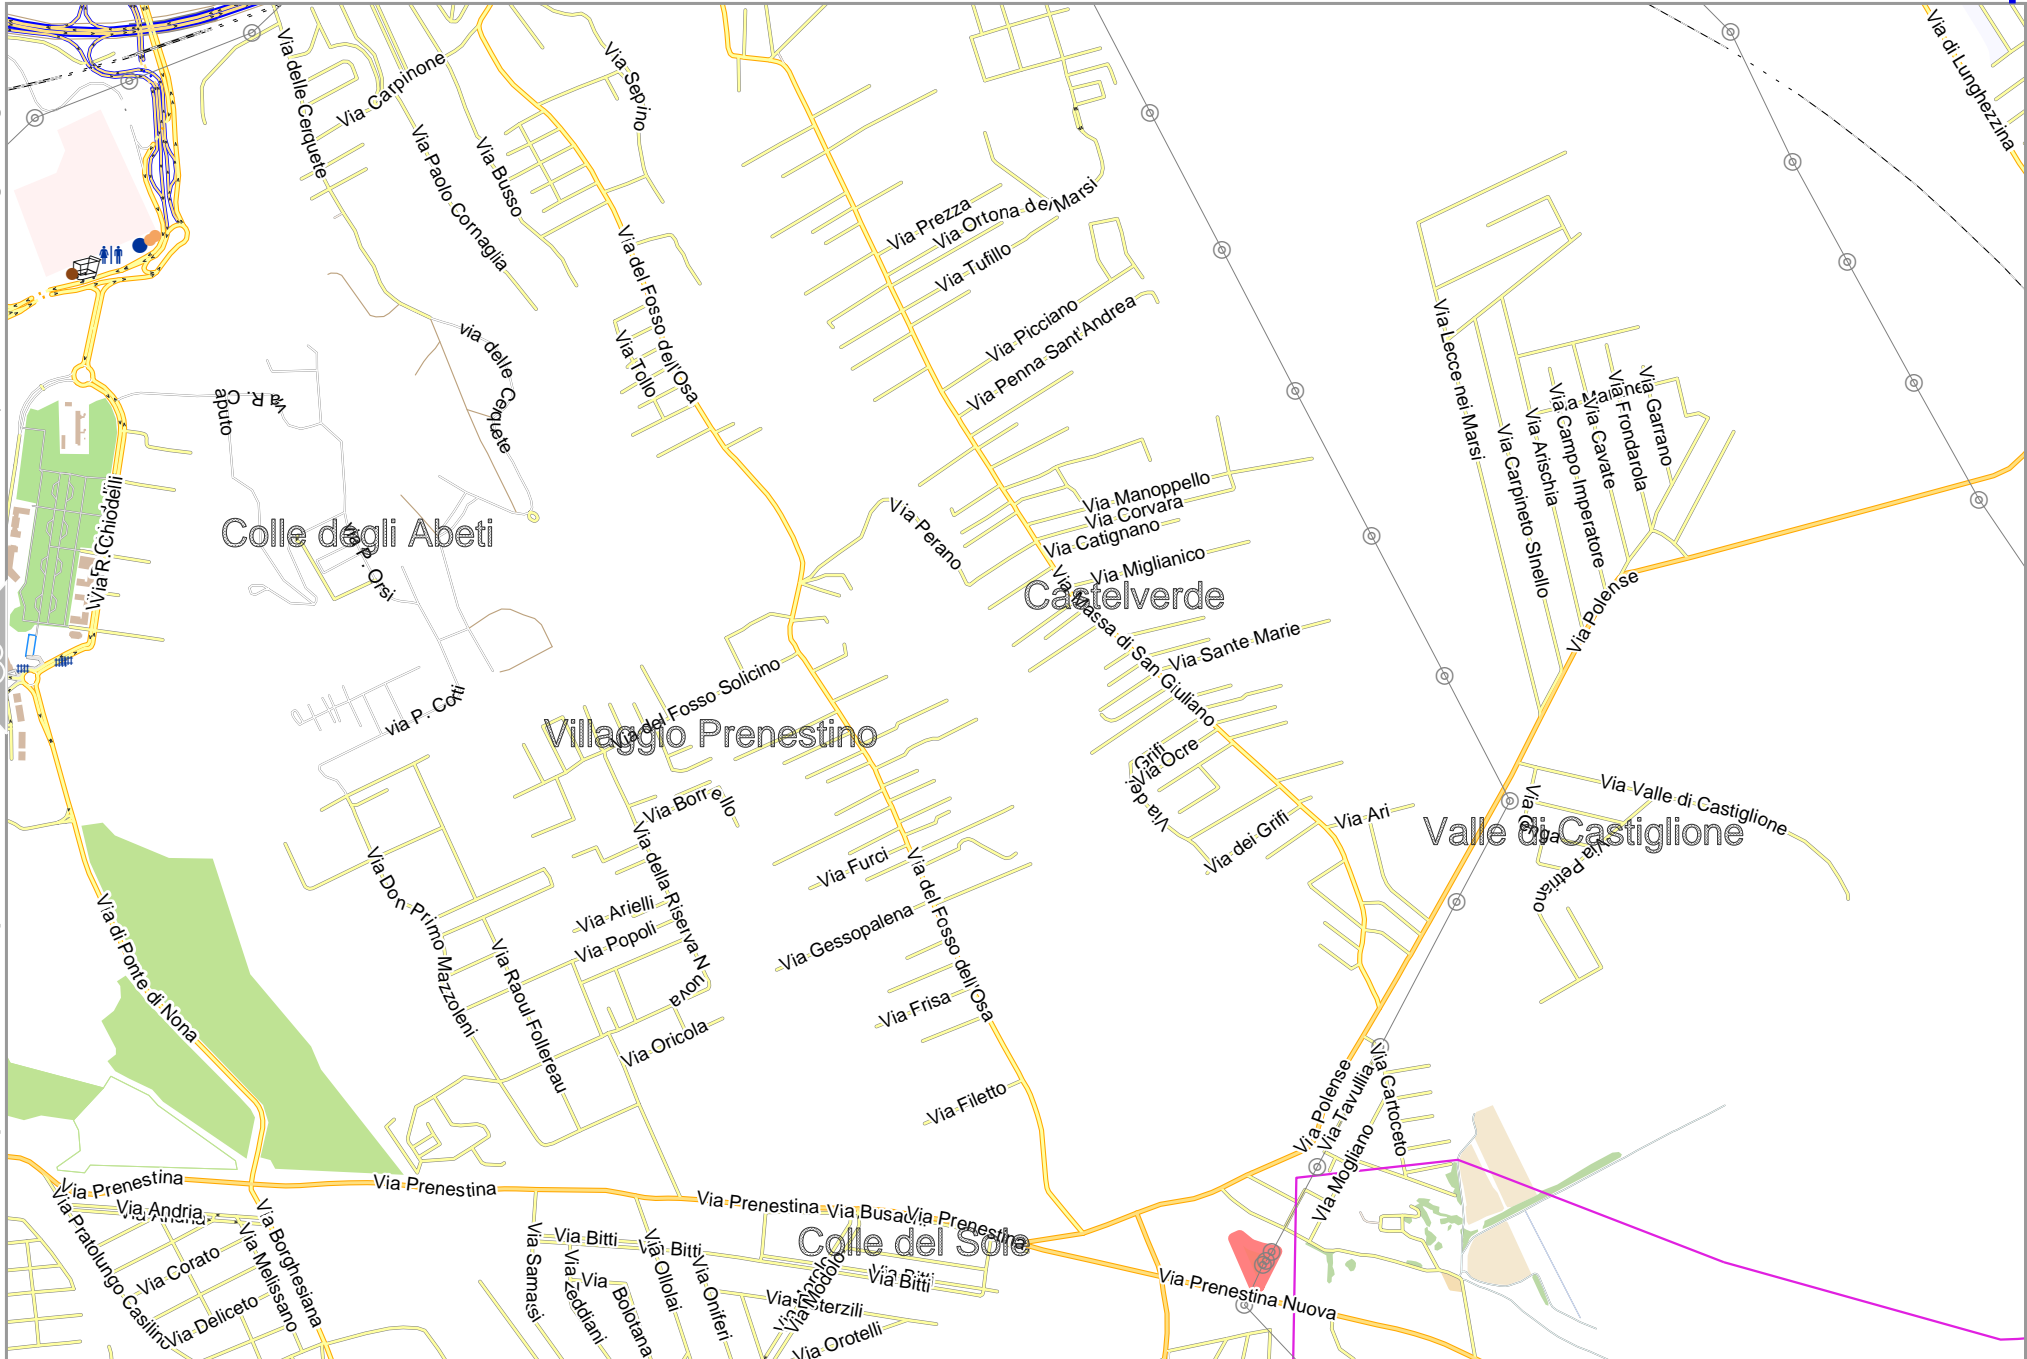 Via di Lunghezzina
Via delle Cerquete
Via Carpinone
Via Sepino
Via Paolo Cornaglia
Via Busso
Via Prezza
Via Ortona dei Marsi
Via Tufillo
Via del Fosso dell'Osa
Via Picciano
Via Penna Sant'Andrea
Via Tollo
via delle Cerquete
Via Lecce nei Marsi
Via Garrano
Via Frondarola
Via Cavate
Via Campo Imperatore
Via Arischia
Via Carpineto SInello
Via R. Chiodelli
Colle degli Abeti
via P. Orsi
Via Perano
Via Manoppello
Via Corvara
Via Catignano
Via Miglianico
Castelverde
Via Massa di San Giuliano
Via Sante Marie
Via Polense
via P. Corti
Via del Fosso Solicino
Villaggio Prenestino
Via Ocre
Via dei Grifi
Via dei Grifi
Via Ari
Via Valle di Castiglione
Valle di Castiglione
Via Petriano
Via Borrello
Via della Riserva Nuova
Via Furci
Via Don Primo Mazzoleni
Via Arielli
Via Popoli
Via Gessopalena
Via del Fosso dell'Osa
Via di Ponte di Nona
Via Raoul Follereau
Via Frisa
Via Oricola
Via Filetto
Via Polense
Via Tavullia
Via Cartoceto
VIa Mogliano
Via Prenestina
Via Prenestina
Via Prenestina
Via Prenestina
Via Andria
Via Pratolungo Casilino
Via Borghesiana
Via Melissano
Via Corato
Via Deliceto
Colle del Sole
Via Bitti
Via Bitti
Via Bitti
Via Samassi
Via Zeddiani
Via Bolotana
Via Ollolai
Via Oniferi
Via Modolo
Via Orotelli
Via Prenestina Nuova